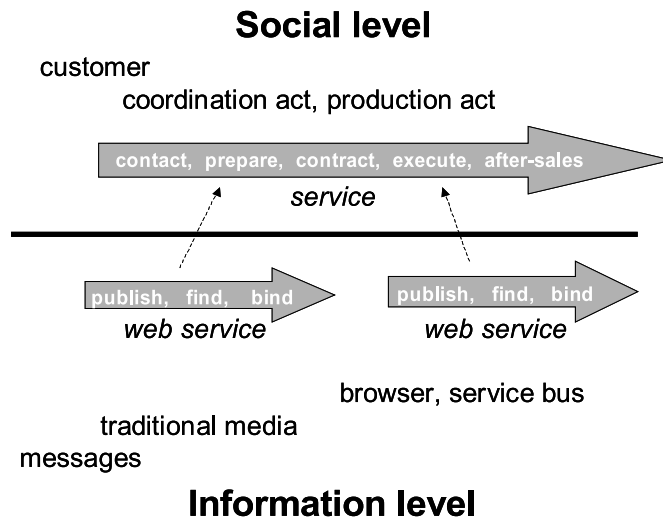 Social level
customer
coordination act, production act
contact, prepare, contract, execute, after-sales
service
publish, find, bind
web service
publish, find, bind
web service
browser, service bus
traditional media
messages
Information level